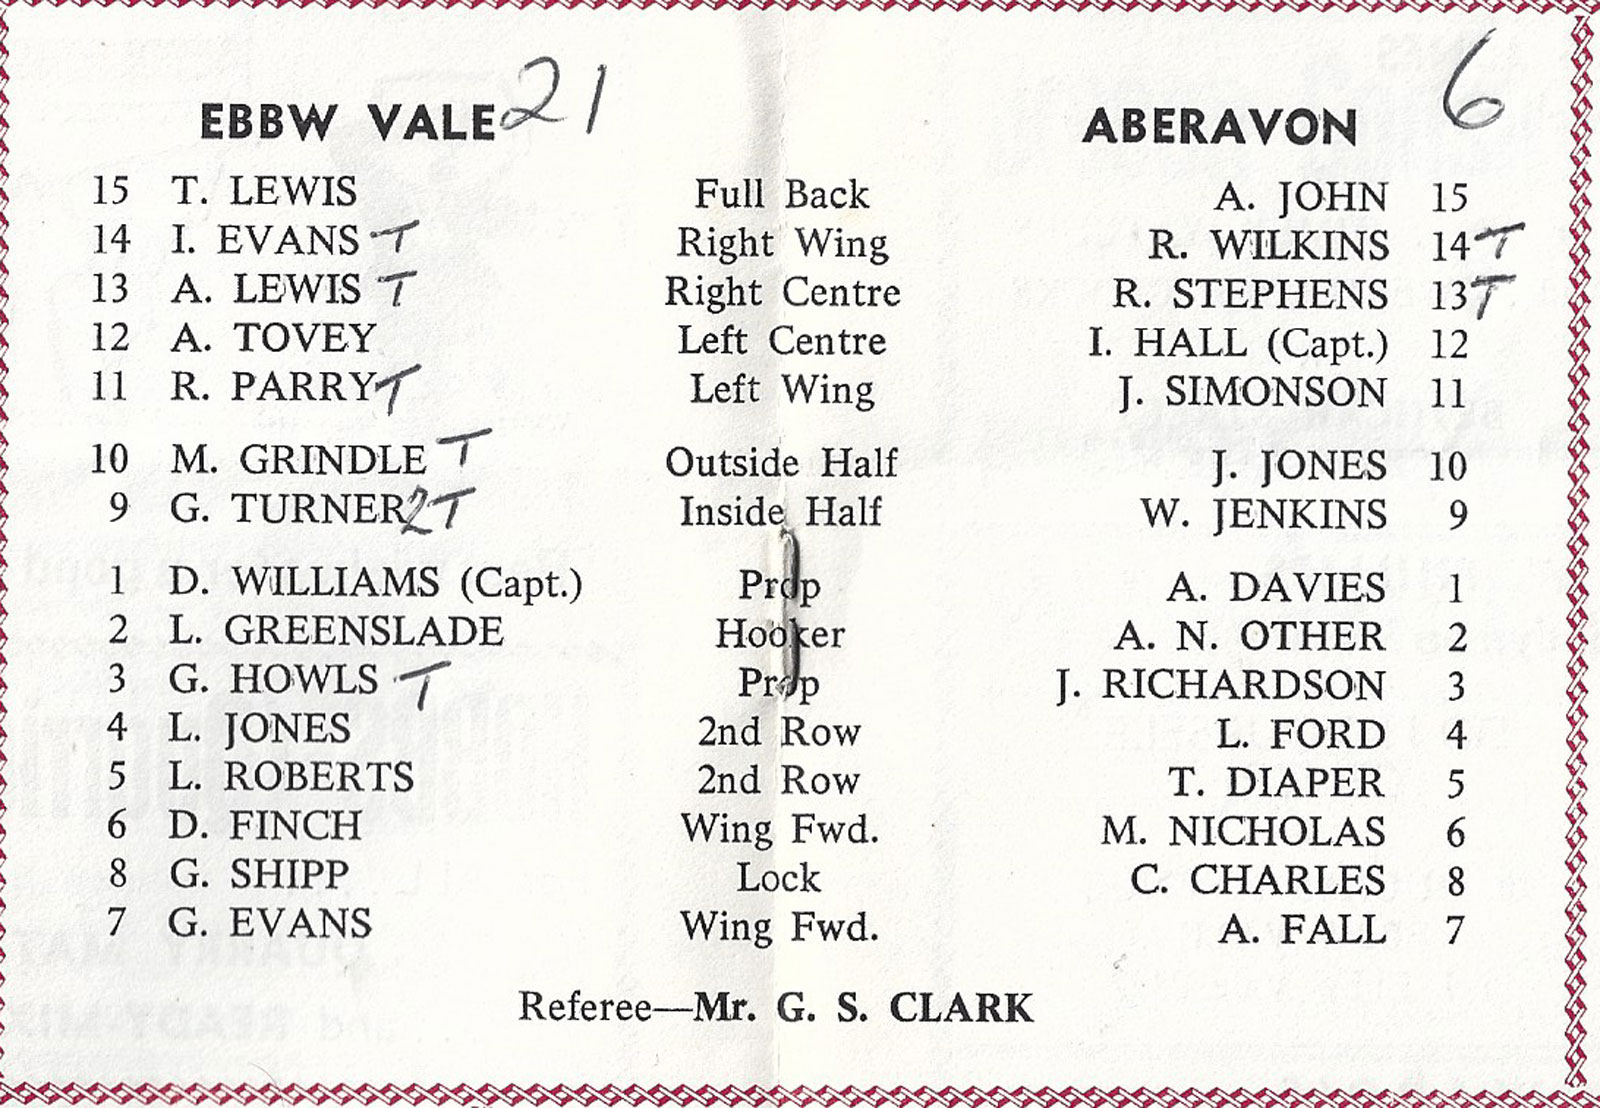 EBBW VALE 21 ABERAVON 6
15 T. LEWIS Full Back A. JOHN 15
14 I. EVANS T Right Wing R. WILKINS 14 T
13 A. LEWIS T Right Centre R. STEPHENS 13 T
12 A. TOVEY Left Centre I. HALL (Capt.) 12
11 R. PARRY T Left Wing J. SIMONSON 11
10 M. GRINDLE T Outside Half J. JONES 10
9 G. TURNER 2T Inside Half W. JENKINS 9
1 D. WILLIAMS (Capt.) Prop A. DAVIES 1
2 L. GREENSLADE Hooker A. N. OTHER 2
3 G. HOWLS T Prop J. RICHARDSON 3
4 L. JONES 2nd Row L. FORD 4
5 L. ROBERTS 2nd Row T. DIAPER 5
6 D. FINCH Wing Fwd. M. NICHOLAS 6
8 G. SHIPP Lock C. CHARLES 8
7 G. EVANS Wing Fwd. A. FALL 7
Referee—Mr. G. S. CLARK